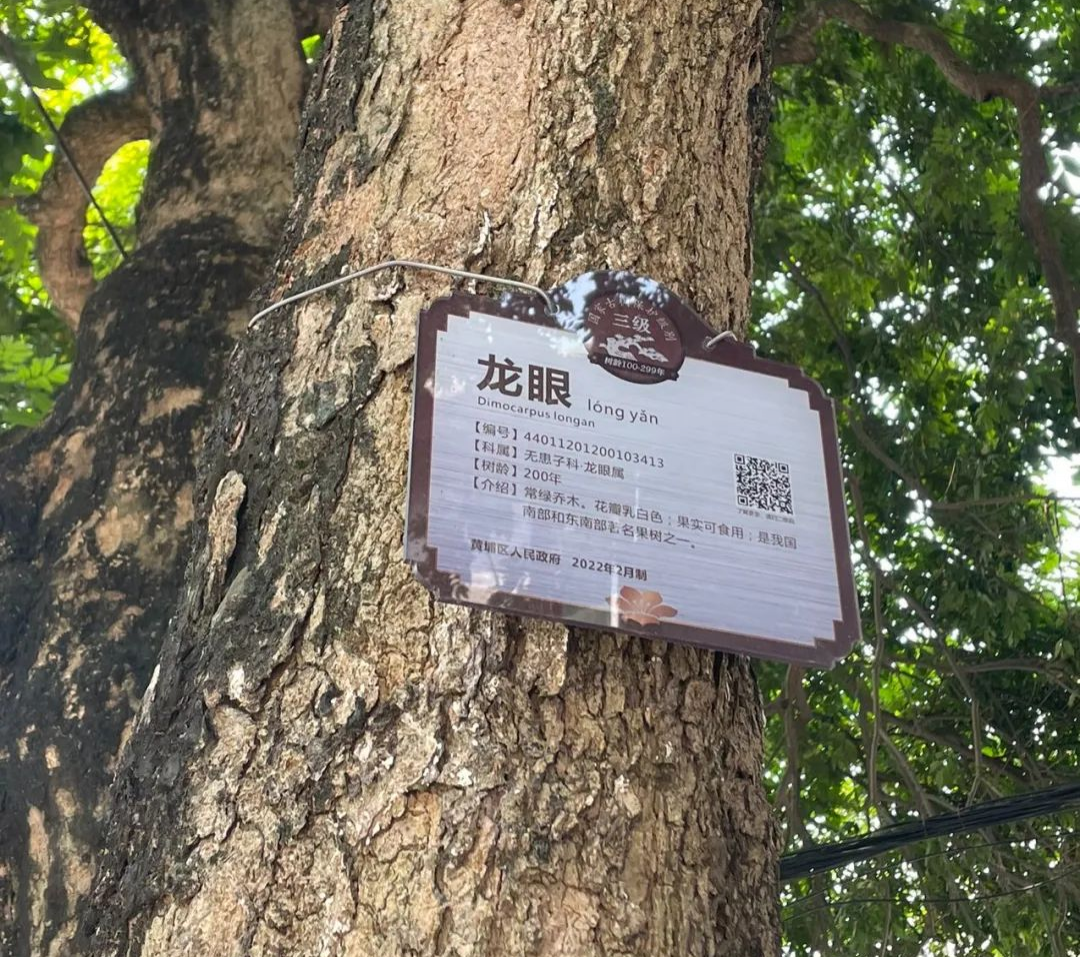 三级
树龄100-299年
龙眼 lóng yǎn
Dimocarpus longan
【编号】44011201200103413
【科属】无患子科·龙眼属
【树龄】200年
【介绍】常绿乔木。花瓣乳白色；果实可食用；是我国
南部和东南部著名果树之一。
黄埔区人民政府 2022年2月制